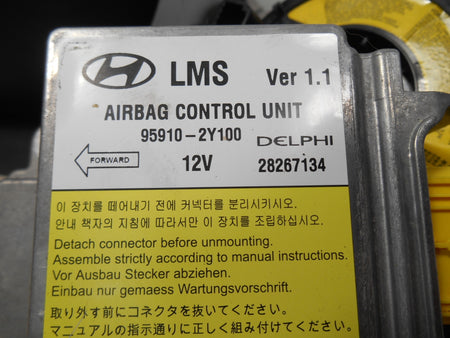 LMS Ver 1.1
AIRBAG CONTROL UNIT
95910-2Y100 DELPHI
FORWARD 12V 28267134
이 장치를 떼어내기 전에 커넥터를 분리시키시오.
안내 책자의 지침에 따라서만 이 장치를 조립하십시오.
Detach connector before unmounting.
Assemble strictly according to manual instructions.
Vor Ausbau Stecker abziehen.
Einbau nur gemaess Wartungsvorschrift.
取り外す前にコネクタを抜いてください。
マニュアルの指示通りに正しく組み付けてください。